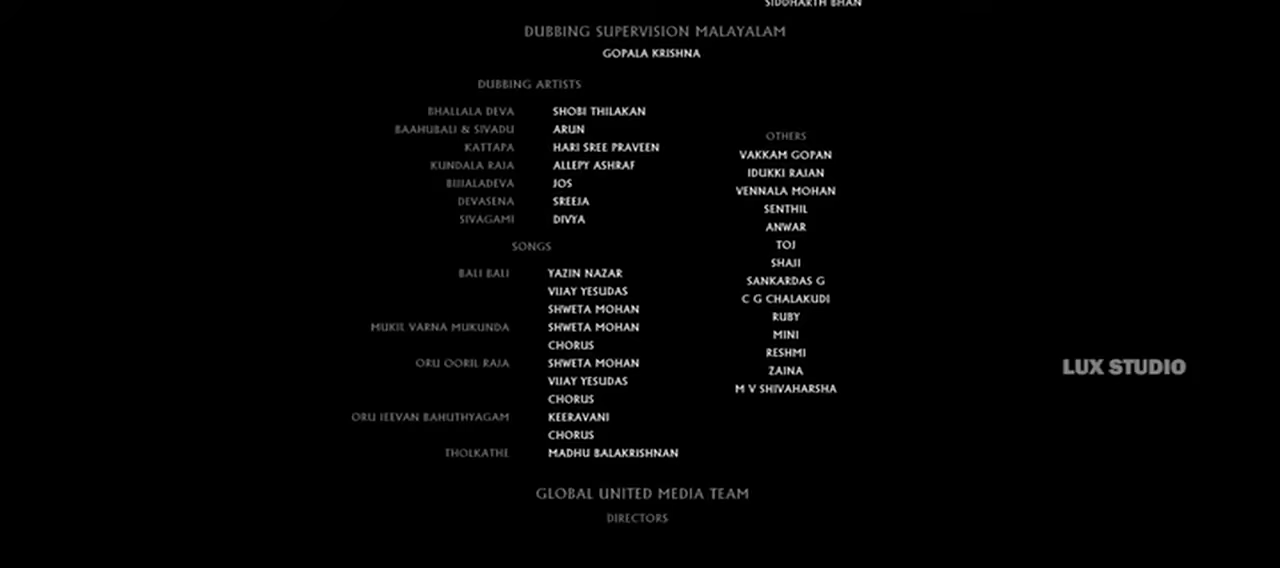 SIDDHARTH BHAN
DUBBING SUPERVISION MALAYALAM
GOPALA KRISHNA
DUBBING ARTISTS
BHALLALA DEVA SHOBI THILAKAN
BAAHUBALI & SIVADU ARUN
KATTAPA HARI SREE PRAVEEN
KUNDALA RAJA ALLEPY ASHRAF
BIJJALADEVA JOS
DEVASENA SREEJA
SIVAGAMI DIVYA
SONGS
BALI BALI YAZIN NAZAR
VIJAY YESUDAS
SHWETA MOHAN
MUKIL VARNA MUKUNDA SHWETA MOHAN
CHORUS
ORU OORIL RAJA SHWETA MOHAN
VIJAY YESUDAS
CHORUS
ORU JEEVAN BAHUTHYAGAM KEERAVANI
CHORUS
THOLKATHE MADHU BALAKRISHNAN
OTHERS
VAKKAM GOPAN
IDUKKI RAJAN
VENNALA MOHAN
SENTHIL
ANWAR
TOJ
SHAJI
SANKARDAS G
C G CHALAKUDI
RUBY
MINI
RESHMI
ZAINA
M V SHIVAHARSHA
LUX STUDIO
GLOBAL UNITED MEDIA TEAM
DIRECTORS